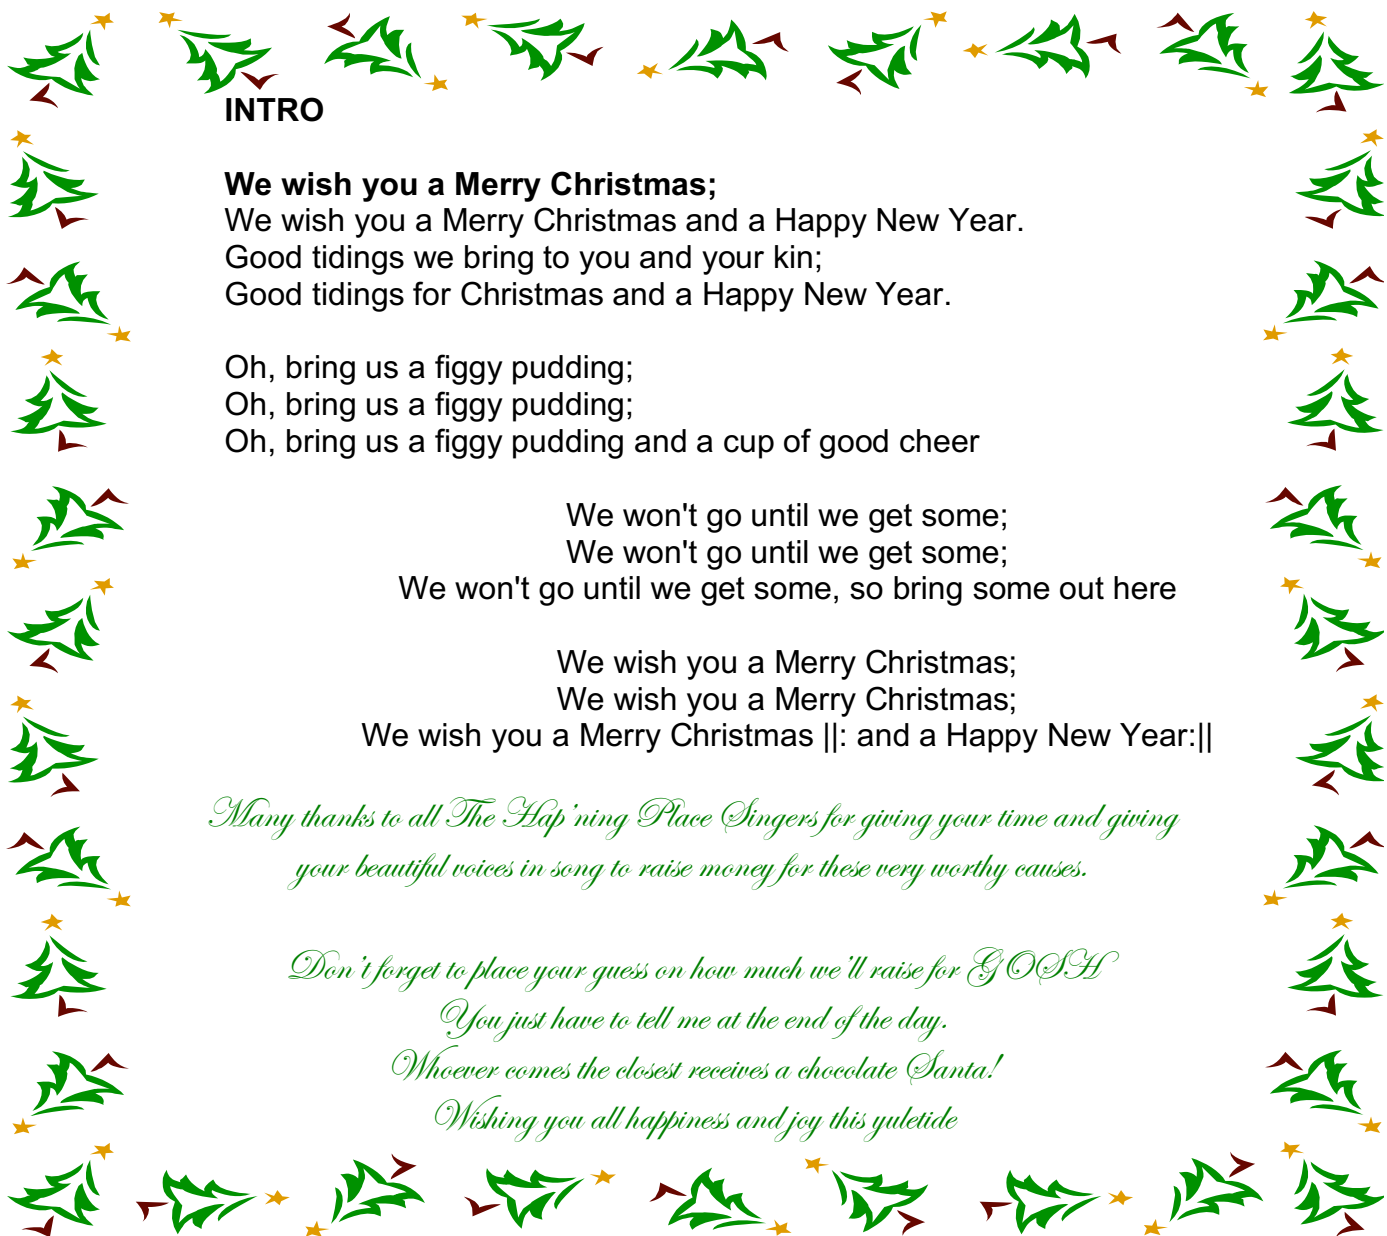 INTRO
We wish you a Merry Christmas;
We wish you a Merry Christmas and a Happy New Year.
Good tidings we bring to you and your kin;
Good tidings for Christmas and a Happy New Year.
Oh, bring us a figgy pudding;
Oh, bring us a figgy pudding;
Oh, bring us a figgy pudding and a cup of good cheer
We won't go until we get some;
We won't go until we get some;
We won't go until we get some, so bring some out here
We wish you a Merry Christmas;
We wish you a Merry Christmas;
We wish you a Merry Christmas ||: and a Happy New Year:||
Many thanks to all The Hap'ning Place Singers for giving your time and giving
your beautiful voices in song to raise money for these very worthy causes.
Don't forget to place your guess on how much we'll raise for GOSH
You just have to tell me at the end of the day.
Whoever comes the closest receives a chocolate Santa!
Wishing you all happiness and joy this yuletide